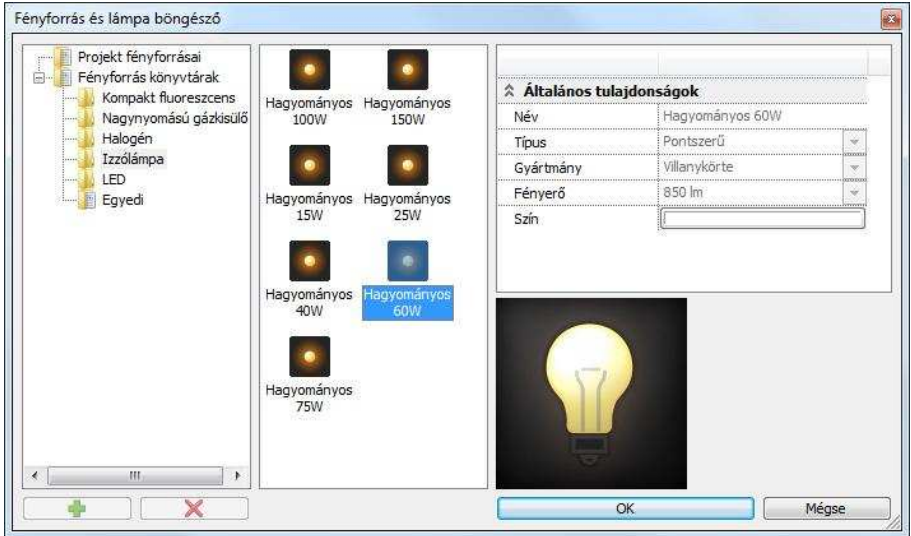 Fényforrás és lámpa böngésző
Projekt fényforrásai
Fényforrás könyvtárak
Kompakt fluoreszcens
Nagynyomású gázkisülő
Halogén
Izzólámpa
LED
Egyedi
Hagyományos 100W
Hagyományos 150W
Hagyományos 15W
Hagyományos 25W
Hagyományos 40W
Hagyományos 60W
Hagyományos 75W
Általános tulajdonságok
Név Hagyományos 60W
Típus Pontszerű
Gyártmány Villanykörte
Fényerő 850 lm
Szín
OK
Mégse